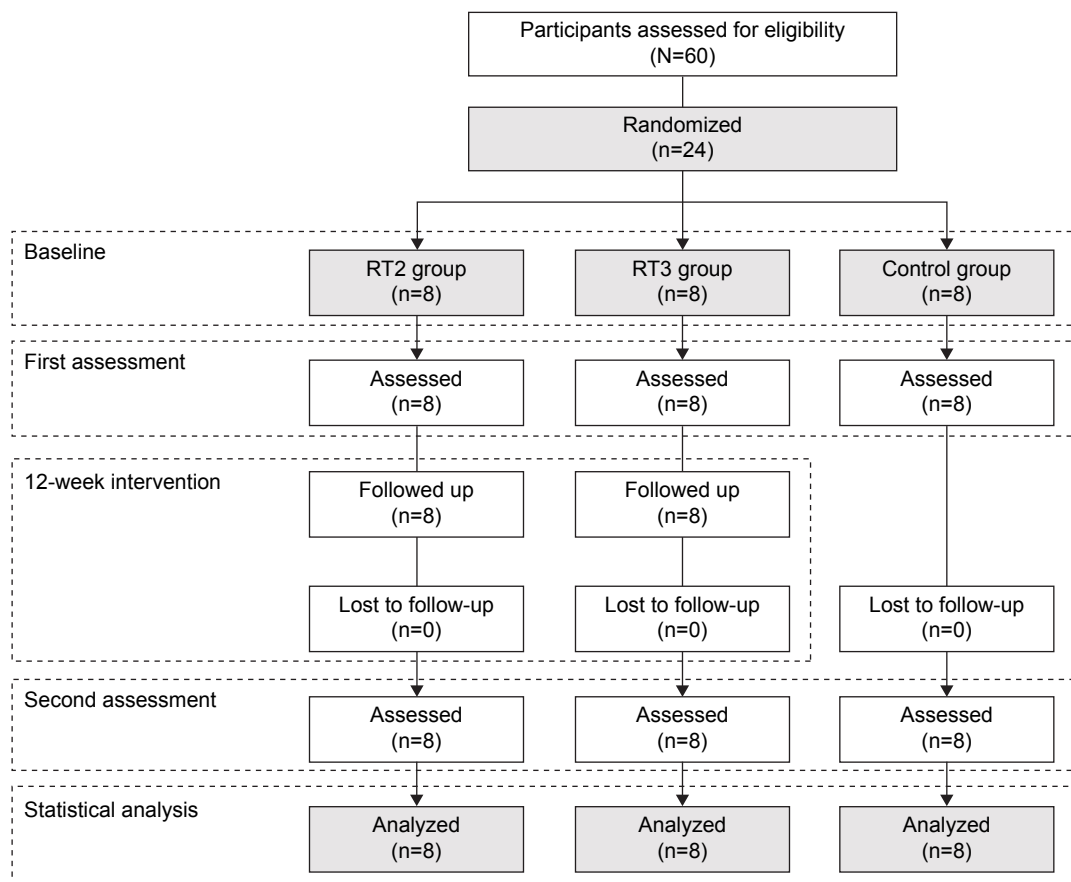 Participants assessed for eligibility
(N=60)
Randomized
(n=24)
Baseline
RT2 group
(n=8)
RT3 group
(n=8)
Control group
(n=8)
First assessment
Assessed
(n=8)
Assessed
(n=8)
Assessed
(n=8)
12-week intervention
Followed up
(n=8)
Followed up
(n=8)
Lost to follow-up
(n=0)
Lost to follow-up
(n=0)
Lost to follow-up
(n=0)
Second assessment
Assessed
(n=8)
Assessed
(n=8)
Assessed
(n=8)
Statistical analysis
Analyzed
(n=8)
Analyzed
(n=8)
Analyzed
(n=8)